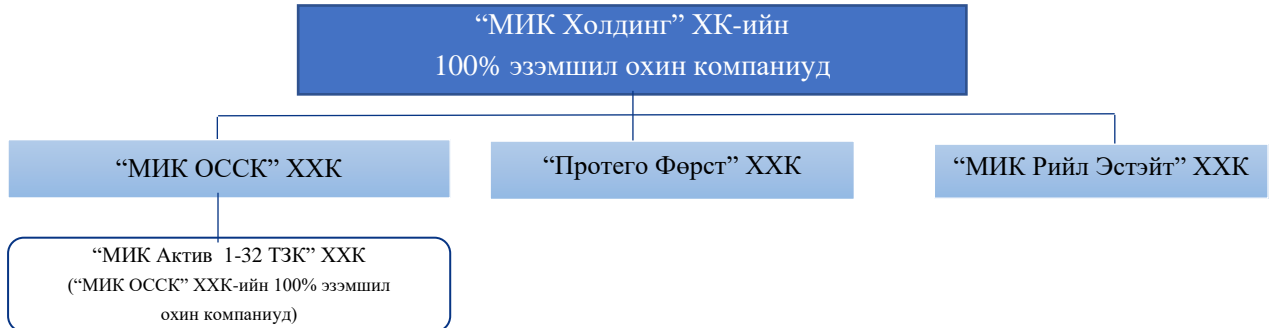 “МИК Холдинг” ХК-ийн
100% эзэмшил охин компаниуд
“МИК ОССК” ХХК
“Протего Фөрст” ХХК
“МИК Рийл Эстэйт” ХХК
“МИК Актив 1-32 ТЗК” ХХК
(“МИК ОССК” ХХК-ийн 100% эзэмшил
охин компаниуд)